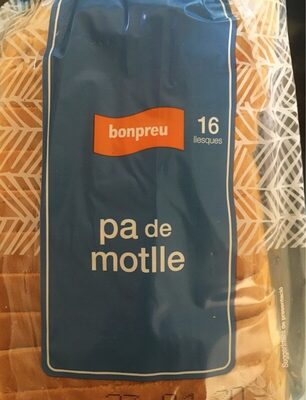 bonpreu
16
llesques
pa de
motlle
Suggeriment de presentació